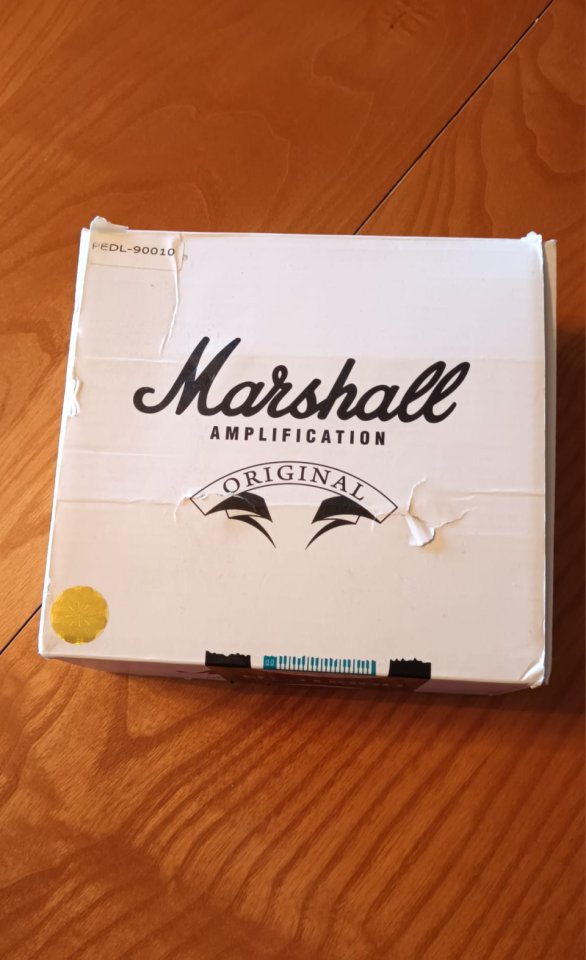 PEDL-90010
Marshall
AMPLIFICATION
ORIGINAL